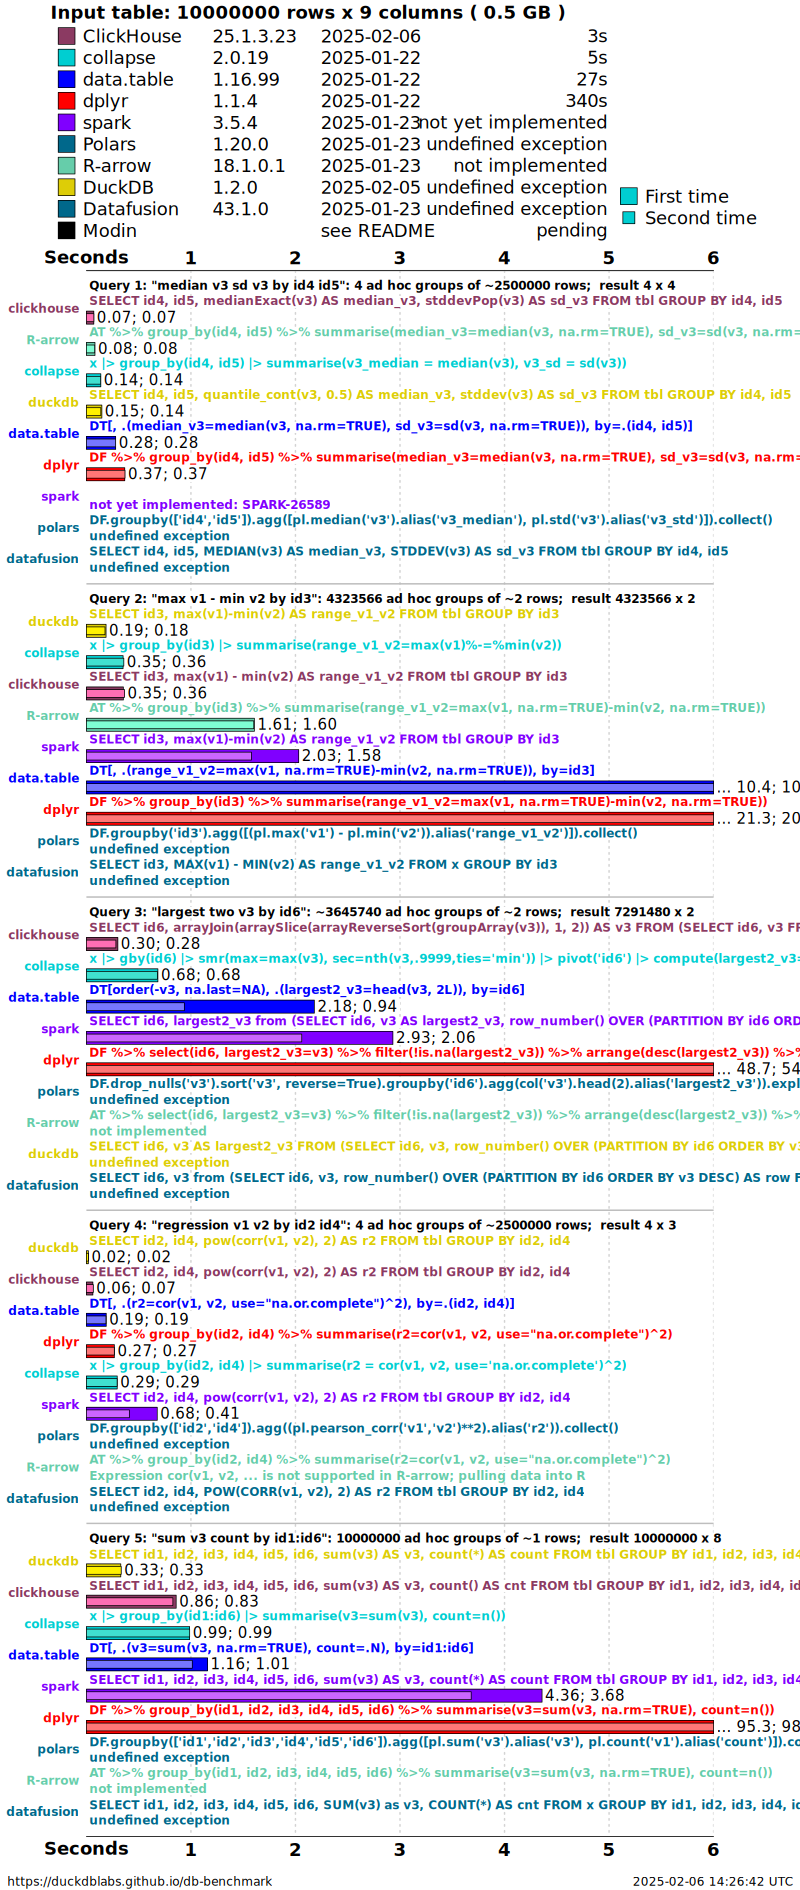 Input table: 10000000 rows x 9 columns ( 0.5 GB )
ClickHouse 25.1.3.23 2025-02-06 3s
collapse 2.0.19 2025-01-22 5s
data.table 1.16.99 2025-01-22 27s
dplyr 1.1.4 2025-01-22 340s
spark 3.5.4 2025-01-23 not yet implemented
Polars 1.20.0 2025-01-23 undefined exception
R-arrow 18.1.0.1 2025-01-23 not implemented
DuckDB 1.2.0 2025-02-05 undefined exception
Datafusion 43.1.0 2025-01-23 undefined exception
Modin see README pending
First time
Second time
Seconds 1 2 3 4 5 6
Query 1: "median v3 sd v3 by id4 id5": 4 ad hoc groups of ~2500000 rows;  result 4 x 4
SELECT id4, id5, medianExact(v3) AS median_v3, stddevPop(v3) AS sd_v3 FROM tbl GROUP BY id4, id5
clickhouse 0.07; 0.07
AT %>% group_by(id4, id5) %>% summarise(median_v3=median(v3, na.rm=TRUE), sd_v3=sd(v3, na.rm=
R-arrow 0.08; 0.08
x |> group_by(id4, id5) |> summarise(v3_median = median(v3), v3_sd = sd(v3))
collapse 0.14; 0.14
SELECT id4, id5, quantile_cont(v3, 0.5) AS median_v3, stddev(v3) AS sd_v3 FROM tbl GROUP BY id4, id5
duckdb 0.15; 0.14
DT[, .(median_v3=median(v3, na.rm=TRUE), sd_v3=sd(v3, na.rm=TRUE)), by=.(id4, id5)]
data.table 0.28; 0.28
DF %>% group_by(id4, id5) %>% summarise(median_v3=median(v3, na.rm=TRUE), sd_v3=sd(v3, na.rm=
dplyr 0.37; 0.37
spark
not yet implemented: SPARK-26589
DF.groupby(['id4','id5']).agg([pl.median('v3').alias('v3_median'), pl.std('v3').alias('v3_std')]).collect()
polars undefined exception
SELECT id4, id5, MEDIAN(v3) AS median_v3, STDDEV(v3) AS sd_v3 FROM tbl GROUP BY id4, id5
datafusion undefined exception
Query 2: "max v1 - min v2 by id3": 4323566 ad hoc groups of ~2 rows;  result 4323566 x 2
SELECT id3, max(v1)-min(v2) AS range_v1_v2 FROM tbl GROUP BY id3
duckdb 0.19; 0.18
x |> group_by(id3) |> summarise(range_v1_v2=max(v1)%-=%min(v2))
collapse 0.35; 0.36
SELECT id3, max(v1) - min(v2) AS range_v1_v2 FROM tbl GROUP BY id3
clickhouse 0.35; 0.36
AT %>% group_by(id3) %>% summarise(range_v1_v2=max(v1, na.rm=TRUE)-min(v2, na.rm=TRUE))
R-arrow 1.61; 1.60
SELECT id3, max(v1)-min(v2) AS range_v1_v2 FROM tbl GROUP BY id3
spark 2.03; 1.58
DT[, .(range_v1_v2=max(v1, na.rm=TRUE)-min(v2, na.rm=TRUE)), by=id3]
data.table ... 10.4; 10
DF %>% group_by(id3) %>% summarise(range_v1_v2=max(v1, na.rm=TRUE)-min(v2, na.rm=TRUE))
dplyr ... 21.3; 20
DF.groupby('id3').agg([(pl.max('v1') - pl.min('v2')).alias('range_v1_v2')]).collect()
polars undefined exception
SELECT id3, MAX(v1) - MIN(v2) AS range_v1_v2 FROM x GROUP BY id3
datafusion undefined exception
Query 3: "largest two v3 by id6": ~3645740 ad hoc groups of ~2 rows;  result 7291480 x 2
SELECT id6, arrayJoin(arraySlice(arrayReverseSort(groupArray(v3)), 1, 2)) AS v3 FROM (SELECT id6, v3 FR
clickhouse 0.30; 0.28
x |> gby(id6) |> smr(max=max(v3), sec=nth(v3,.9999,ties='min')) |> pivot('id6') |> compute(largest2_v3=
collapse 0.68; 0.68
DT[order(-v3, na.last=NA), .(largest2_v3=head(v3, 2L)), by=id6]
data.table 2.18; 0.94
SELECT id6, largest2_v3 from (SELECT id6, v3 AS largest2_v3, row_number() OVER (PARTITION BY id6 ORD
spark 2.93; 2.06
DF %>% select(id6, largest2_v3=v3) %>% filter(!is.na(largest2_v3)) %>% arrange(desc(largest2_v3)) %>%
dplyr ... 48.7; 54
DF.drop_nulls('v3').sort('v3', reverse=True).groupby('id6').agg(col('v3').head(2).alias('largest2_v3')).expl
polars undefined exception
AT %>% select(id6, largest2_v3=v3) %>% filter(!is.na(largest2_v3)) %>% arrange(desc(largest2_v3)) %>%
R-arrow not implemented
SELECT id6, v3 AS largest2_v3 FROM (SELECT id6, v3, row_number() OVER (PARTITION BY id6 ORDER BY v3
duckdb undefined exception
SELECT id6, v3 from (SELECT id6, v3, row_number() OVER (PARTITION BY id6 ORDER BY v3 DESC) AS row F
datafusion undefined exception
Query 4: "regression v1 v2 by id2 id4": 4 ad hoc groups of ~2500000 rows;  result 4 x 3
SELECT id2, id4, pow(corr(v1, v2), 2) AS r2 FROM tbl GROUP BY id2, id4
duckdb 0.02; 0.02
SELECT id2, id4, pow(corr(v1, v2), 2) AS r2 FROM tbl GROUP BY id2, id4
clickhouse 0.06; 0.07
DT[, .(r2=cor(v1, v2, use="na.or.complete")^2), by=.(id2, id4)]
data.table 0.19; 0.19
DF %>% group_by(id2, id4) %>% summarise(r2=cor(v1, v2, use="na.or.complete")^2)
dplyr 0.27; 0.27
x |> group_by(id2, id4) |> summarise(r2 = cor(v1, v2, use='na.or.complete')^2)
collapse 0.29; 0.29
SELECT id2, id4, pow(corr(v1, v2), 2) AS r2 FROM tbl GROUP BY id2, id4
spark 0.68; 0.41
DF.groupby(['id2','id4']).agg((pl.pearson_corr('v1','v2')**2).alias('r2')).collect()
polars undefined exception
AT %>% group_by(id2, id4) %>% summarise(r2=cor(v1, v2, use="na.or.complete")^2)
R-arrow Expression cor(v1, v2, ... is not supported in R-arrow; pulling data into R
SELECT id2, id4, POW(CORR(v1, v2), 2) AS r2 FROM tbl GROUP BY id2, id4
datafusion undefined exception
Query 5: "sum v3 count by id1:id6": 10000000 ad hoc groups of ~1 rows;  result 10000000 x 8
SELECT id1, id2, id3, id4, id5, id6, sum(v3) AS v3, count(*) AS count FROM tbl GROUP BY id1, id2, id3, id4
duckdb 0.33; 0.33
SELECT id1, id2, id3, id4, id5, id6, sum(v3) AS v3, count() AS cnt FROM tbl GROUP BY id1, id2, id3, id4, id
clickhouse 0.86; 0.83
x |> group_by(id1:id6) |> summarise(v3=sum(v3), count=n())
collapse 0.99; 0.99
DT[, .(v3=sum(v3, na.rm=TRUE), count=.N), by=id1:id6]
data.table 1.16; 1.01
SELECT id1, id2, id3, id4, id5, id6, sum(v3) AS v3, count(*) AS count FROM tbl GROUP BY id1, id2, id3, id4
spark 4.36; 3.68
DF %>% group_by(id1, id2, id3, id4, id5, id6) %>% summarise(v3=sum(v3, na.rm=TRUE), count=n())
dplyr ... 95.3; 98
DF.groupby(['id1','id2','id3','id4','id5','id6']).agg([pl.sum('v3').alias('v3'), pl.count('v1').alias('count')]).co
polars undefined exception
AT %>% group_by(id1, id2, id3, id4, id5, id6) %>% summarise(v3=sum(v3, na.rm=TRUE), count=n())
R-arrow not implemented
SELECT id1, id2, id3, id4, id5, id6, SUM(v3) as v3, COUNT(*) AS cnt FROM x GROUP BY id1, id2, id3, id4, id
datafusion undefined exception
Seconds 1 2 3 4 5 6
https://duckdblabs.github.io/db-benchmark 2025-02-06 14:26:42 UTC